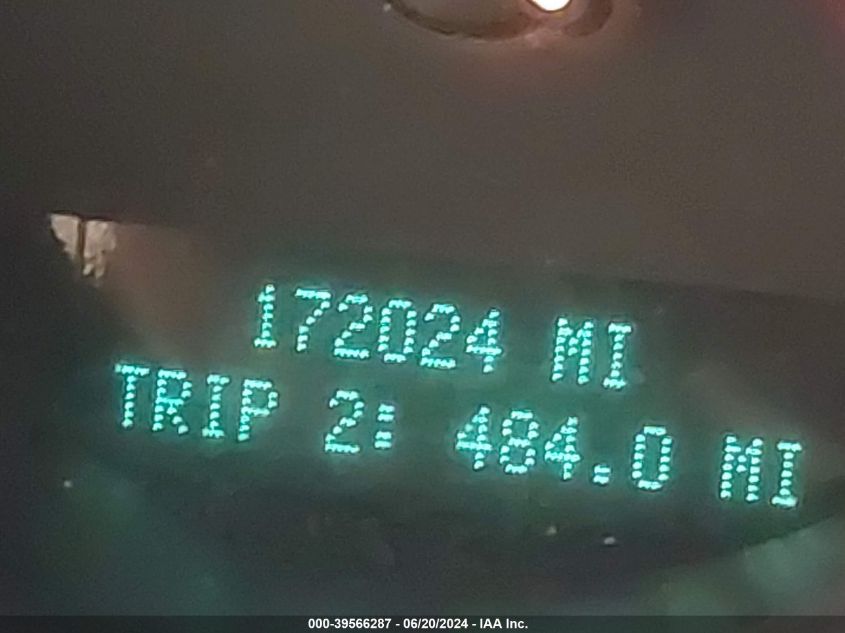 172024 MI
TRIP 2: 484.0 MI
000-39566287 - 06/20/2024 - IAA Inc.